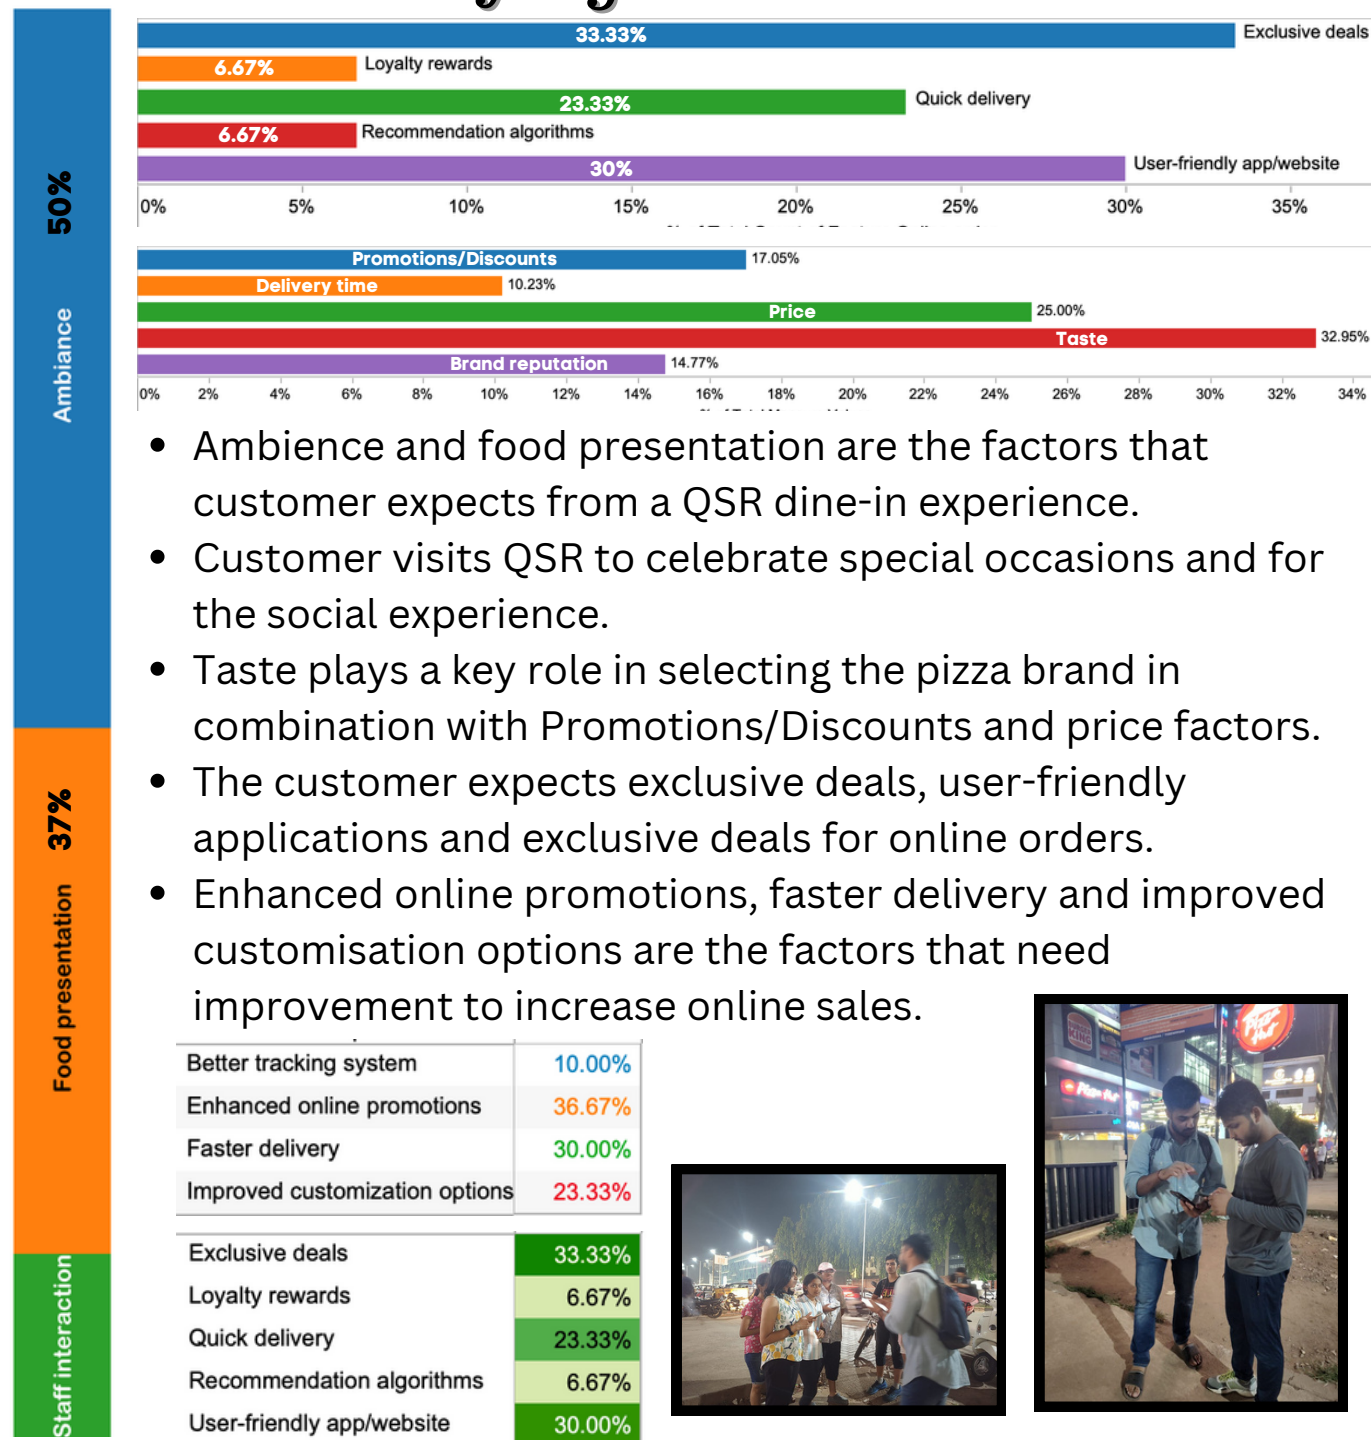 33.33%
Exclusive deals
6.67%
Loyalty rewards
23.33%
Quick delivery
6.67%
Recommendation algorithms
30%
User-friendly app/website
0% 5% 10% 15% 20% 25% 30% 35%
Promotions/Discounts 17.05%
Delivery time 10.23%
Price 25.00%
Taste 32.95%
Brand reputation 14.77%
0% 2% 4% 6% 8% 10% 12% 14% 16% 18% 20% 22% 24% 26% 28% 30% 32% 34%
Ambiance 50%
Food presentation 37%
Staff interaction
• Ambience and food presentation are the factors that
customer expects from a QSR dine-in experience.
• Customer visits QSR to celebrate special occasions and for
the social experience.
• Taste plays a key role in selecting the pizza brand in
combination with Promotions/Discounts and price factors.
• The customer expects exclusive deals, user-friendly
applications and exclusive deals for online orders.
• Enhanced online promotions, faster delivery and improved
customisation options are the factors that need
improvement to increase online sales.
Better tracking system 10.00%
Enhanced online promotions 36.67%
Faster delivery 30.00%
Improved customization options 23.33%
Exclusive deals 33.33%
Loyalty rewards 6.67%
Quick delivery 23.33%
Recommendation algorithms 6.67%
User-friendly app/website 30.00%
Pizza Hut
KING